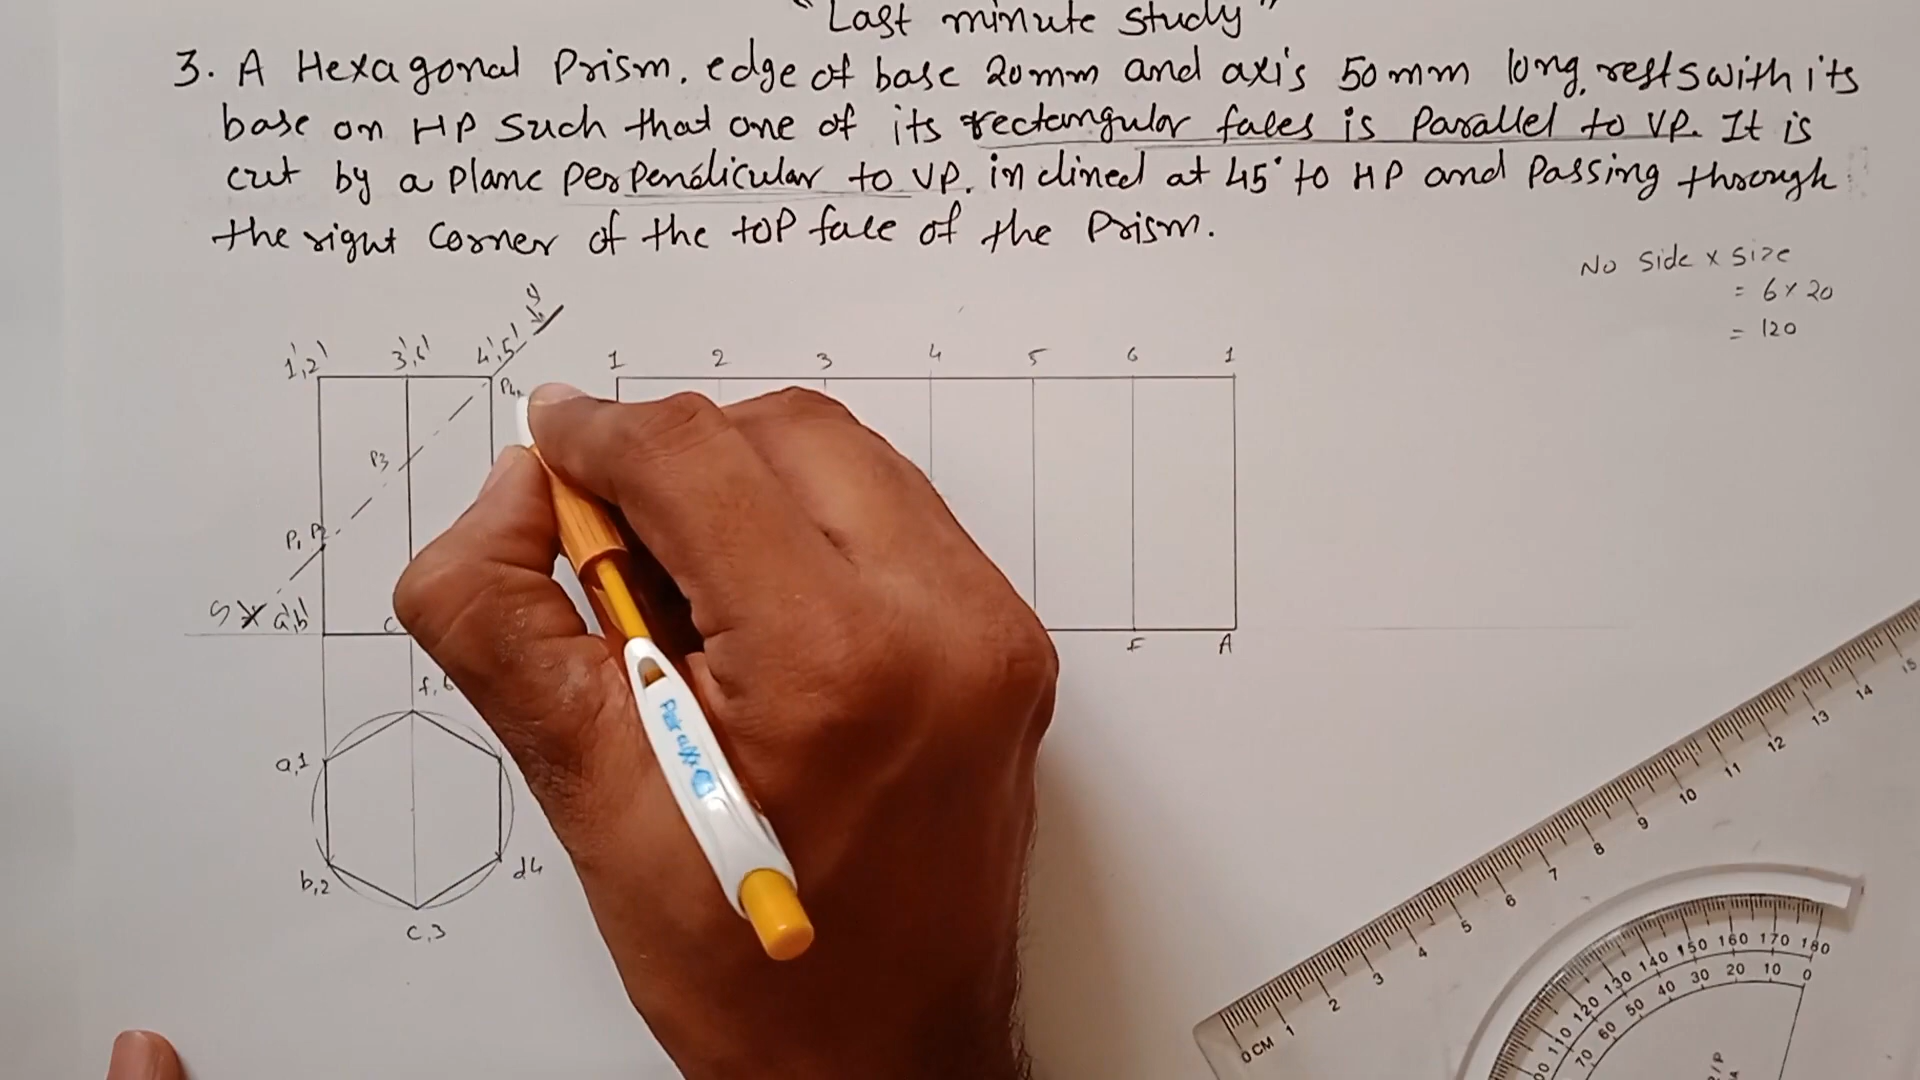 "Last minute study"
3. A Hexagonal Prism, edge of base 20mm and axis 50mm long, rests with its
base on HP such that one of its rectangular faces is parallel to VP. It is
cut by a plane perpendicular to VP, inclined at 45° to HP and passing through
the right corner of the top face of the Prism.
No side x size
= 6 x 20
= 120
1',2' 3',6' 4',5'
1 2 3 4 5 6 1
P4,
P3
P1 P2
a',b'
F A
a,1
b,2
d4
c,3
0 CM 1 2 3 4 5 6 7 8 9 10 11 12 13 14 15
60 70 80 110 120 130 140 150 160 170 180
50 40 30 20 10 0